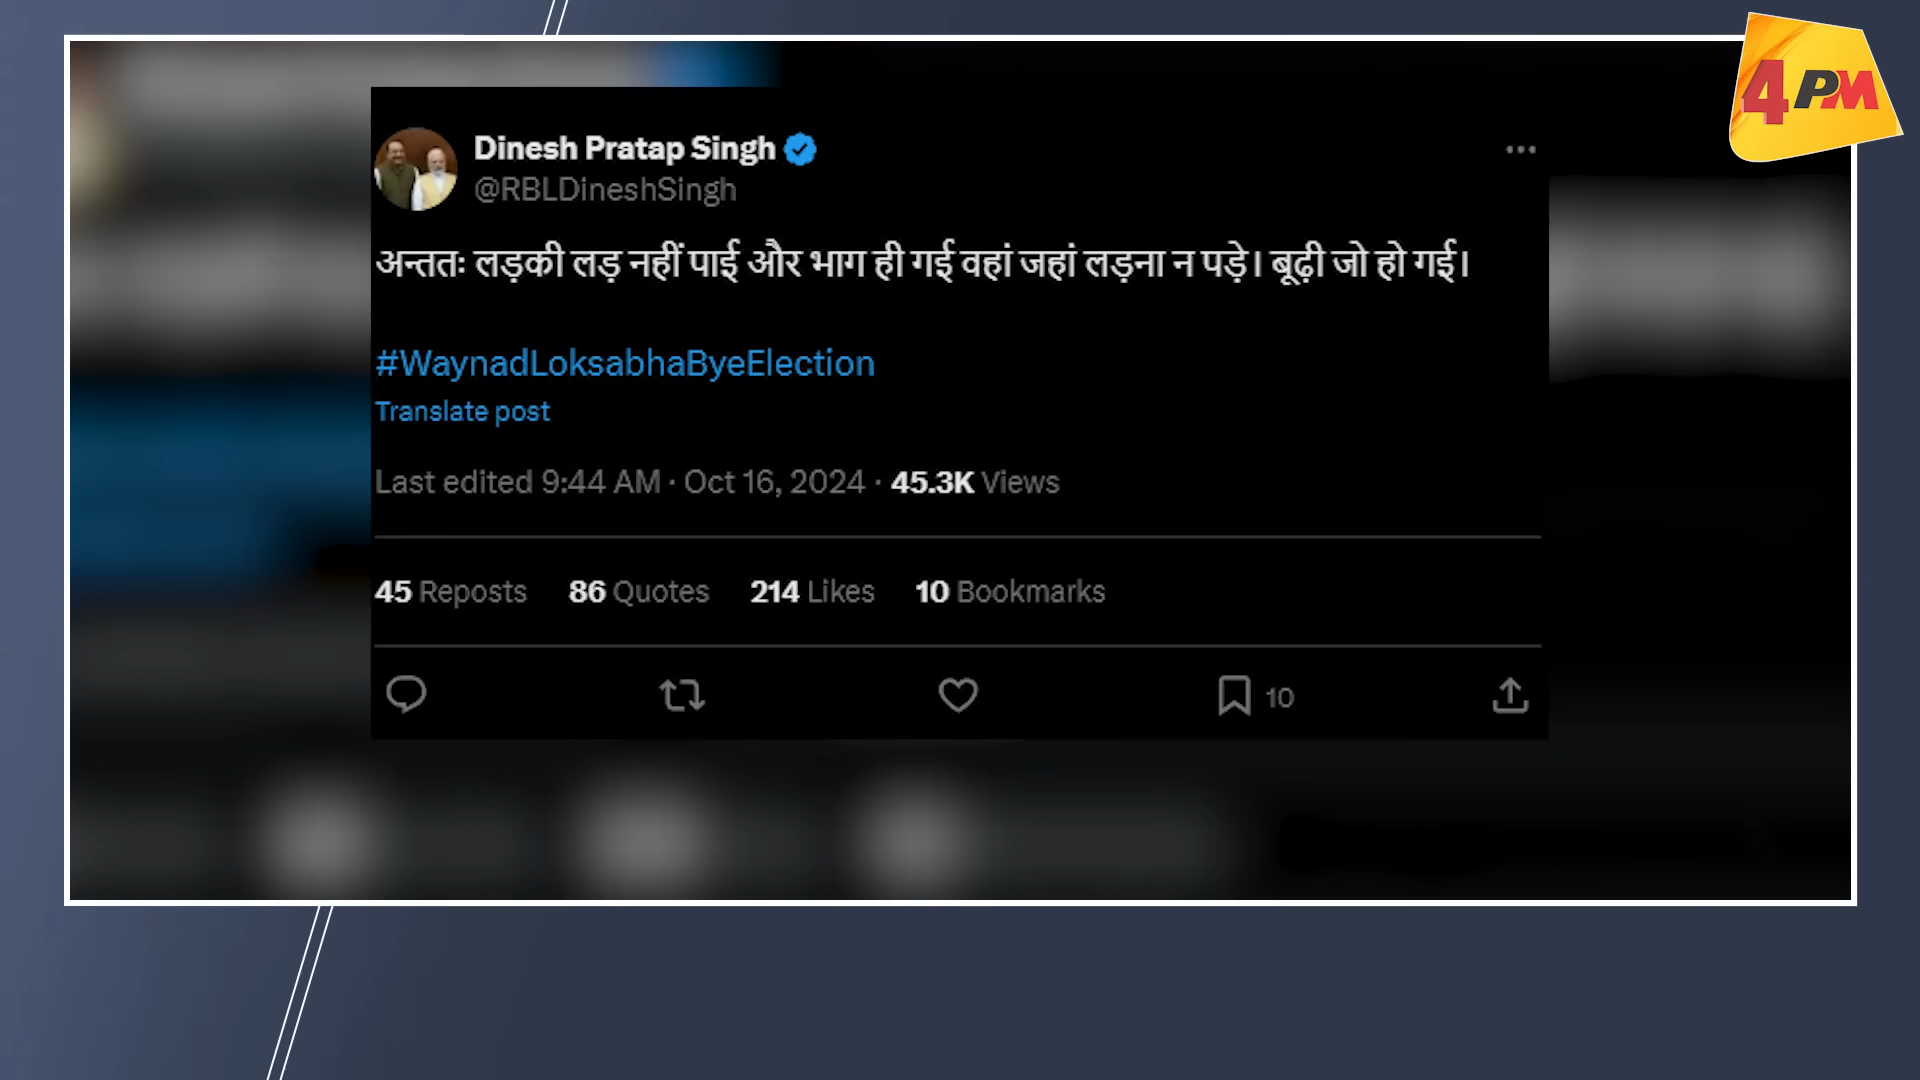 4PM
Dinesh Pratap Singh
@RBLDineshSingh
अन्ततः लड़की लड़ नहीं पाई और भाग ही गई वहां जहां लड़ना न पड़े। बूढ़ी जो हो गई।
#WaynadLoksabhaByeElection
Translate post
Last edited 9:44 AM · Oct 16, 2024 · 45.3K Views
45 Reposts 86 Quotes 214 Likes 10 Bookmarks
10